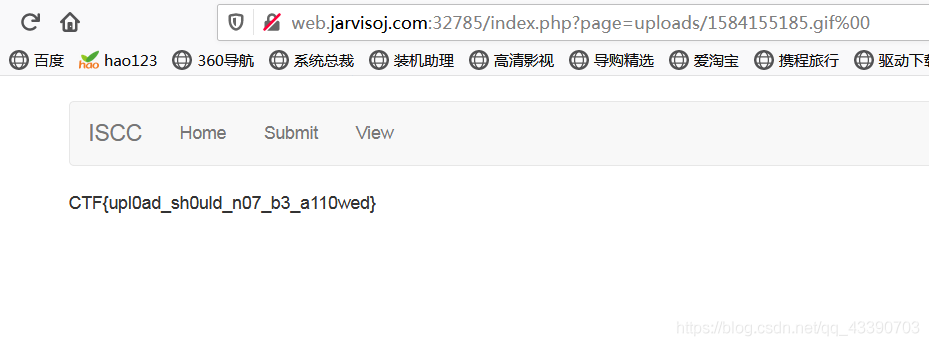 web.jarvisoj.com:32785/index.php?page=uploads/1584155185.gif%00
百度 hao123 360导航 系统总裁 装机助理 高清影视 导购精选 爱淘宝 携程旅行 驱动下载
ISCC Home Submit View
CTF{upl0ad_sh0uld_n07_b3_a110wed}
https://blog.csdn.net/qq_43390703